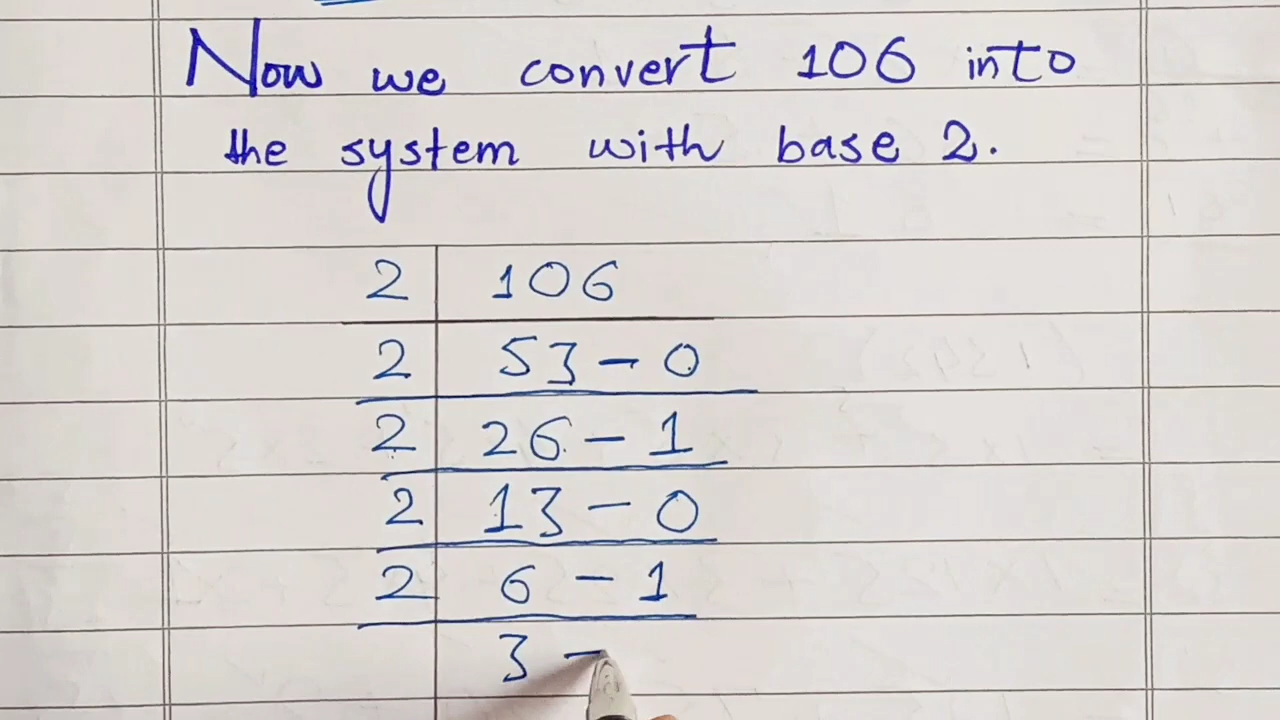 Now we convert 106 into
the system with base 2.
2 106
2 53 - 0
2 26 - 1
2 13 - 0
2 6 - 1
3 -